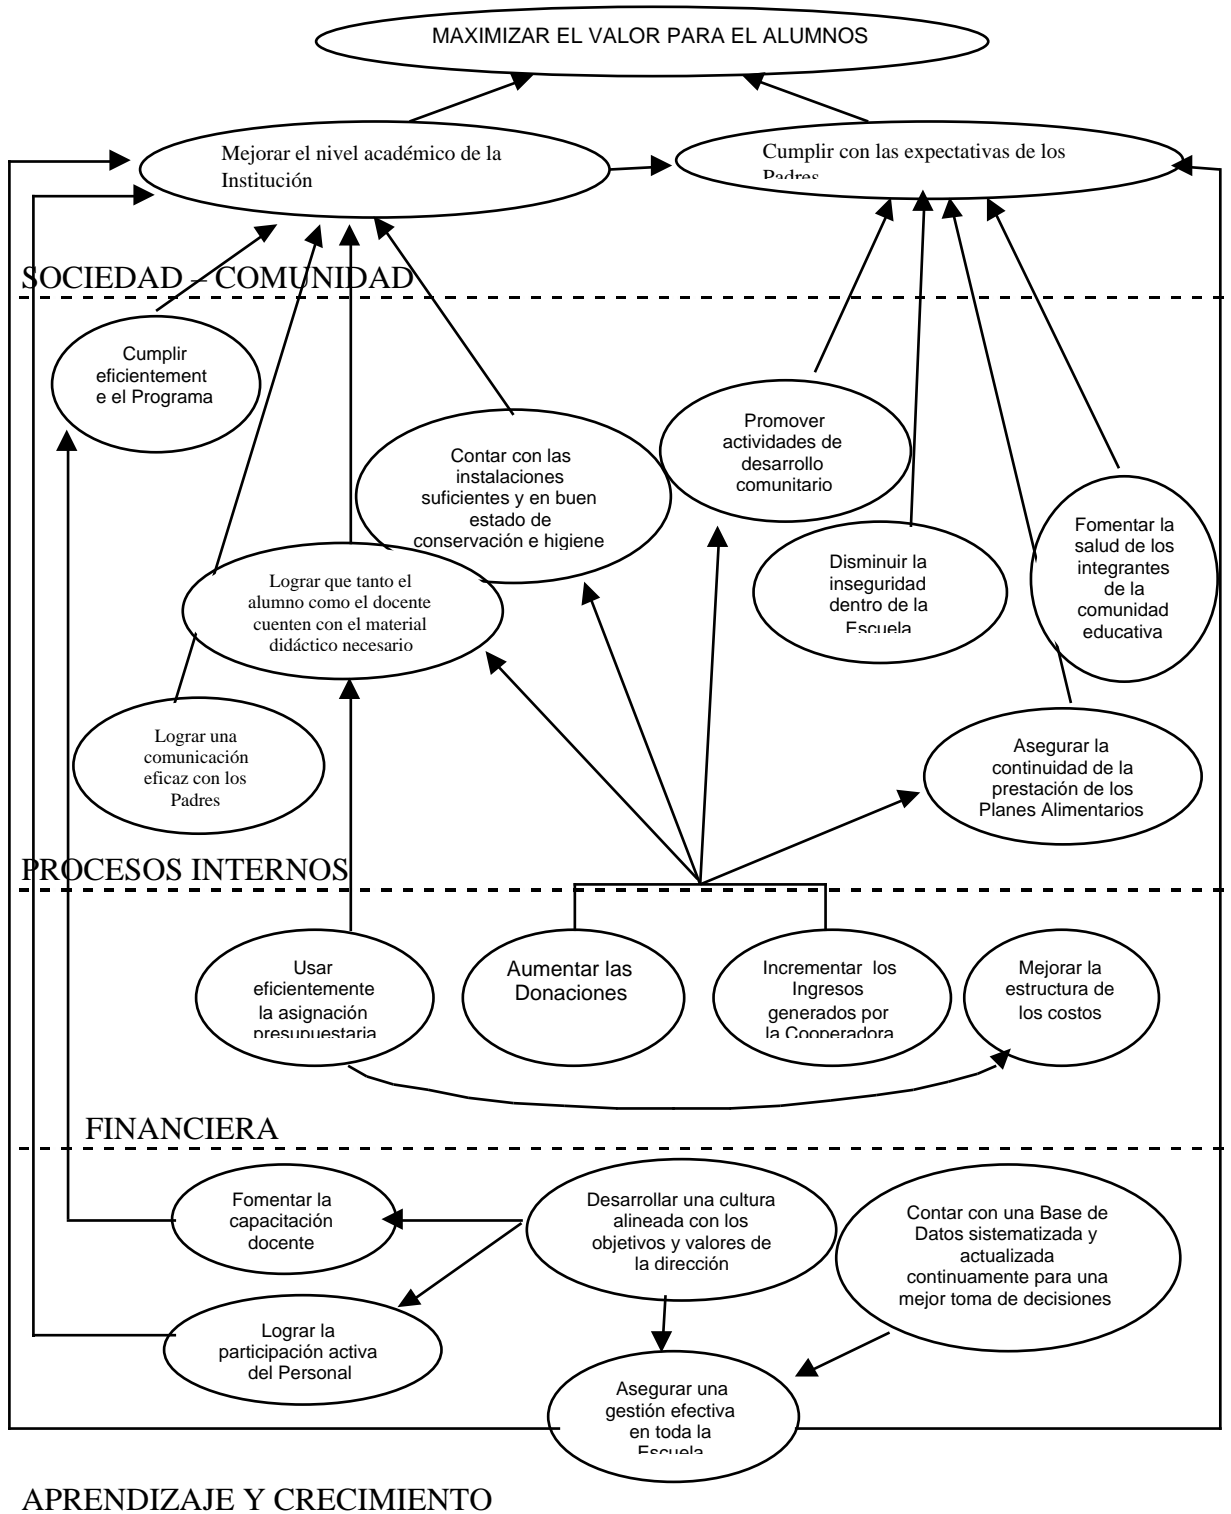 MAXIMIZAR EL VALOR PARA EL ALUMNOS
Mejorar el nivel académico de la
Institución
Cumplir con las expectativas de los
Padres
SOCIEDAD – COMUNIDAD
Cumplir
eficientement
e el Programa
Promover
actividades de
desarrollo
comunitario
Contar con las
instalaciones
suficientes y en buen
estado de
conservación e higiene
Fomentar la
salud de los
integrantes
de la
comunidad
educativa
Disminuir la
inseguridad
dentro de la
Escuela
Lograr que tanto el
alumno como el docente
cuenten con el material
didáctico necesario
Lograr una
comunicación
eficaz con los
Padres
Asegurar la
continuidad de la
prestación de los
Planes Alimentarios
PROCESOS INTERNOS
Usar
eficientemente
la asignación
presupuestaria
Aumentar las
Donaciones
Incrementar los
Ingresos
generados por
la Cooperadora
Mejorar la
estructura de
los costos
FINANCIERA
Fomentar la
capacitación
docente
Desarrollar una cultura
alineada con los
objetivos y valores de
la dirección
Contar con una Base de
Datos sistematizada y
actualizada
continuamente para una
mejor toma de decisiones
Lograr la
participación activa
del Personal
Asegurar una
gestión efectiva
en toda la
Escuela
APRENDIZAJE Y CRECIMIENTO